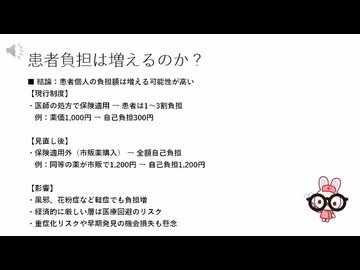 患者負担は増えるのか？
■ 結論：患者個人の負担額は増える可能性が高い
【現行制度】
・医師の処方で保険適用 → 患者は1～3割負担
例：薬価1,000円 → 自己負担300円
【見直し後】
・保険適用外（市販薬購入） → 全額自己負担
例：同等の薬が市販で1,200円 → 自己負担1,200円
【影響】
・風邪、花粉症など軽症でも負担増
・経済的に厳しい層は医療回避のリスク
・重症化リスクや早期発見の機会損失も懸念